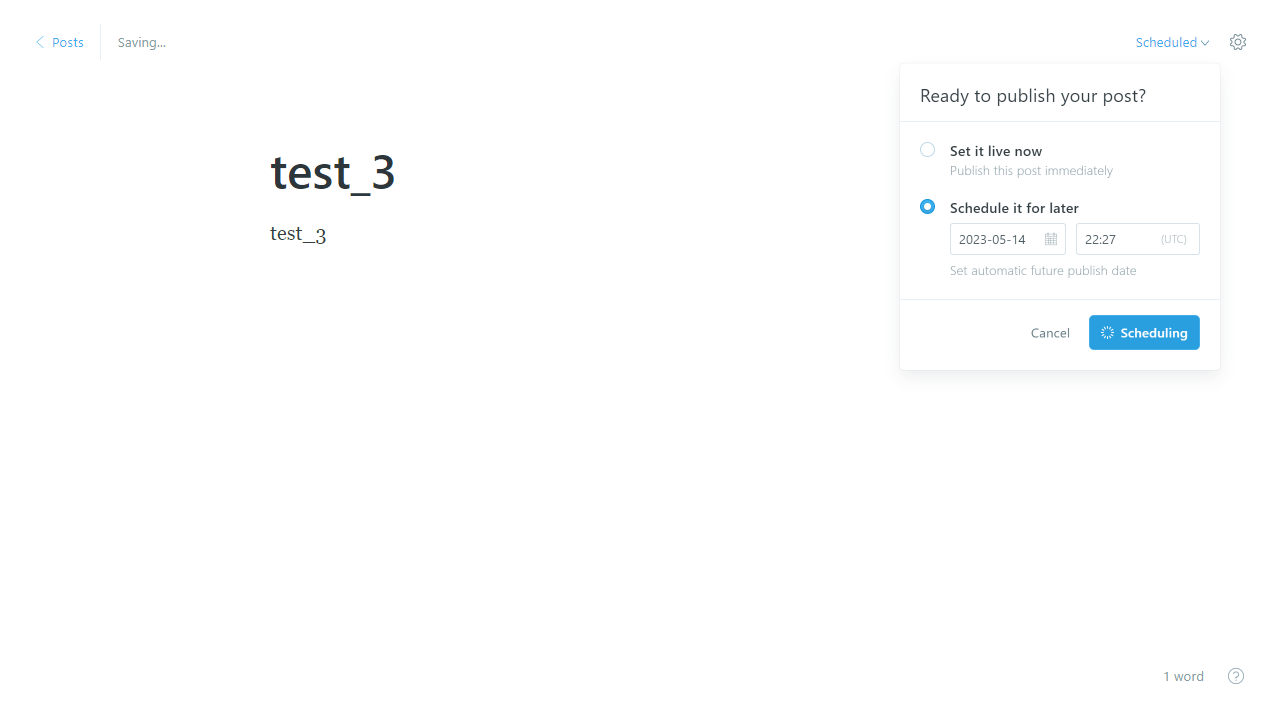 Posts
Saving...
Scheduled
Ready to publish your post?
Set it live now
Publish this post immediately
Schedule it for later
2023-05-14
22:27 (UTC)
Set automatic future publish date
Cancel
Scheduling
test_3
test_3
1 word
?